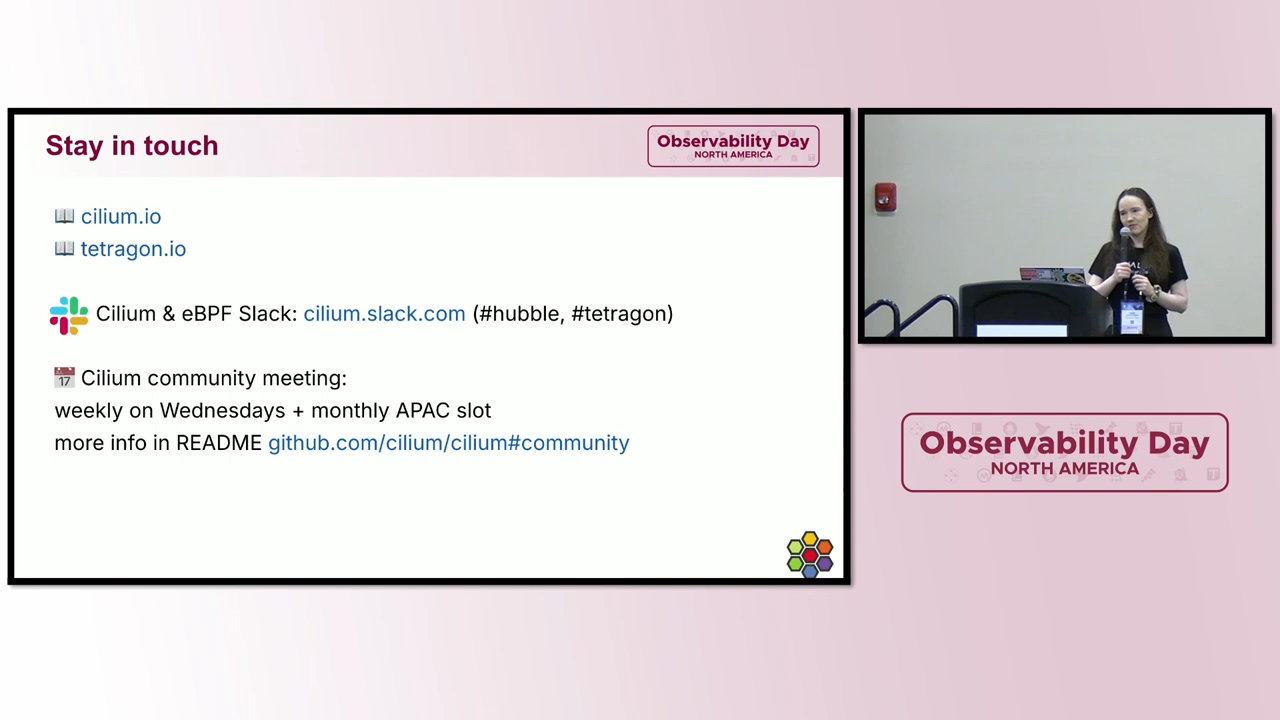 Stay in touch
Observability Day
NORTH AMERICA
cilium.io
tetragon.io
Cilium & eBPF Slack: cilium.slack.com (#hubble, #tetragon)
17 Cilium community meeting:
weekly on Wednesdays + monthly APAC slot
more info in README github.com/cilium/cilium#community
Observability Day
NORTH AMERICA